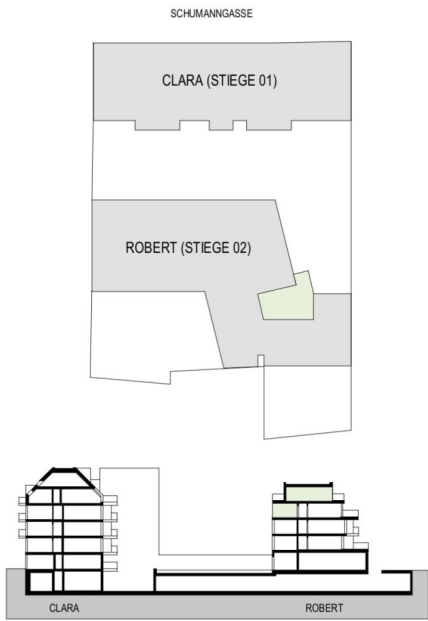 SCHUMANNGASSE
CLARA (STIEGE 01)
ROBERT (STIEGE 02)
CLARA
ROBERT